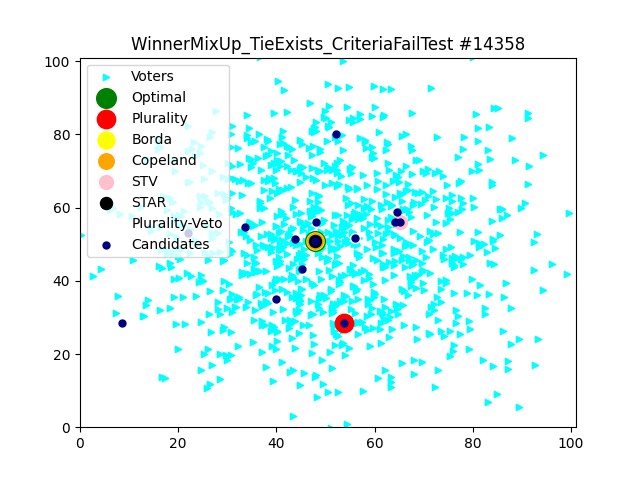 WinnerMixUp_TieExists_CriteriaFailTest #14358
Voters
Optimal
Plurality
Borda
Copeland
STV
STAR
Plurality-Veto
Candidates
100
80
60
40
20
0
0 20 40 60 80 100